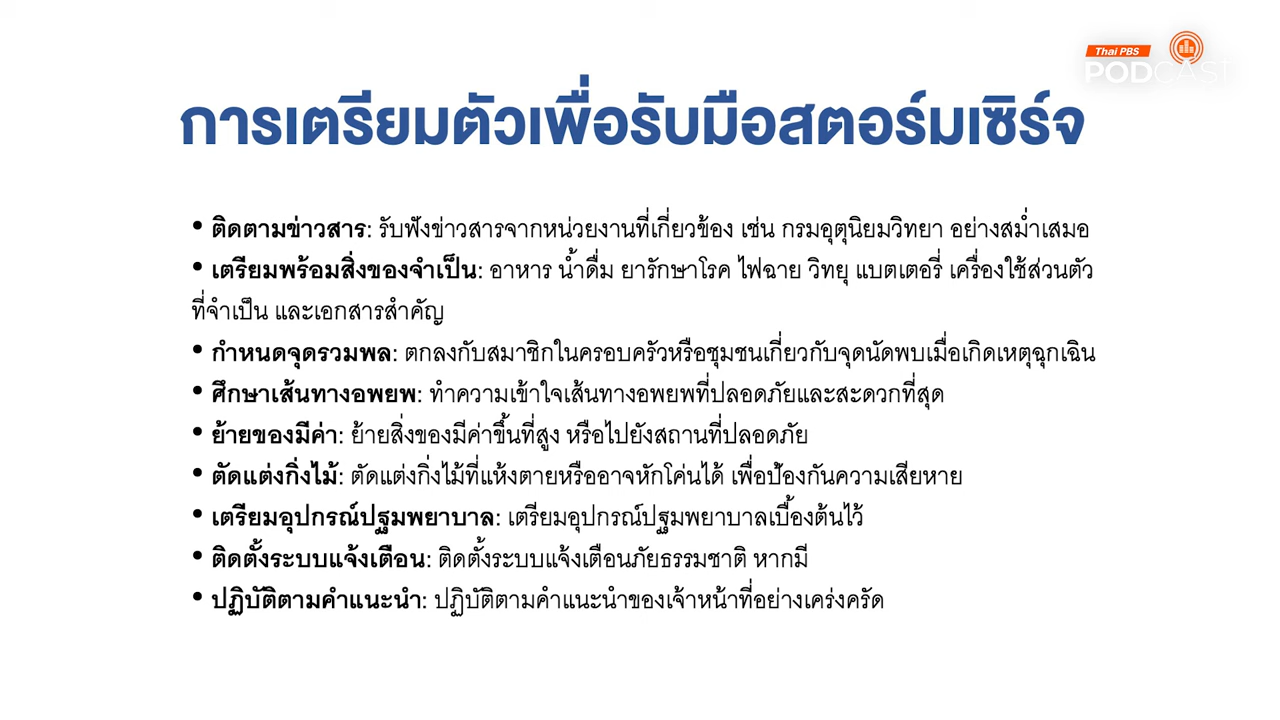 Thai PBS
PODCAST
การเตรียมตัวเพื่อรับมือสตอร์มเซิร์จ
• ติดตามข่าวสาร: รับฟังข่าวสารจากหน่วยงานที่เกี่ยวข้อง เช่น กรมอุตุนิยมวิทยา อย่างสม่ำเสมอ
• เตรียมพร้อมสิ่งของจำเป็น: อาหาร น้ำดื่ม ยารักษาโรค ไฟฉาย วิทยุ แบตเตอรี่ เครื่องใช้ส่วนตัว
ที่จำเป็น และเอกสารสำคัญ
• กำหนดจุดรวมพล: ตกลงกับสมาชิกในครอบครัวหรือชุมชนเกี่ยวกับจุดนัดพบเมื่อเกิดเหตุฉุกเฉิน
• ศึกษาเส้นทางอพยพ: ทำความเข้าใจเส้นทางอพยพที่ปลอดภัยและสะดวกที่สุด
• ย้ายของมีค่า: ย้ายสิ่งของมีค่าขึ้นที่สูง หรือไปยังสถานที่ปลอดภัย
• ตัดแต่งกิ่งไม้: ตัดแต่งกิ่งไม้ที่แห้งตายหรืออาจหักโค่นได้ เพื่อป้องกันความเสียหาย
• เตรียมอุปกรณ์ปฐมพยาบาล: เตรียมอุปกรณ์ปฐมพยาบาลเบื้องต้นไว้
• ติดตั้งระบบแจ้งเตือน: ติดตั้งระบบแจ้งเตือนภัยธรรมชาติ หากมี
• ปฏิบัติตามคำแนะนำ: ปฏิบัติตามคำแนะนำของเจ้าหน้าที่อย่างเคร่งครัด